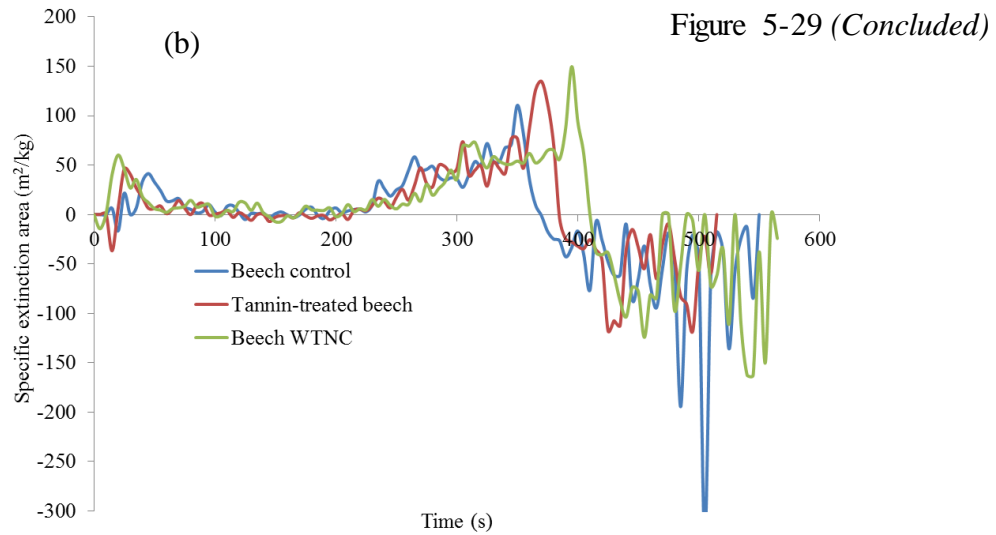 Figure 5-29 (Concluded)
(b)
200
150
100
50
0
-50
-100
-150
-200
-250
-300
Specific extinction area (m²/kg)
0 100 200 300 400 500 600
Beech control
Tannin-treated beech
Beech WTNC
Time (s)